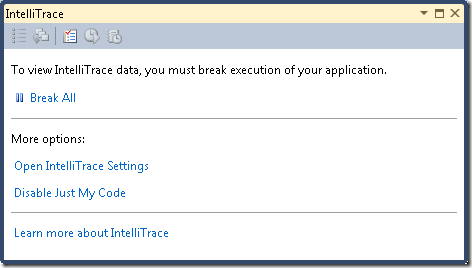 IntelliTrace
To view IntelliTrace data, you must break execution of your application.
Break All
More options:
Open IntelliTrace Settings
Disable Just My Code
Learn more about IntelliTrace